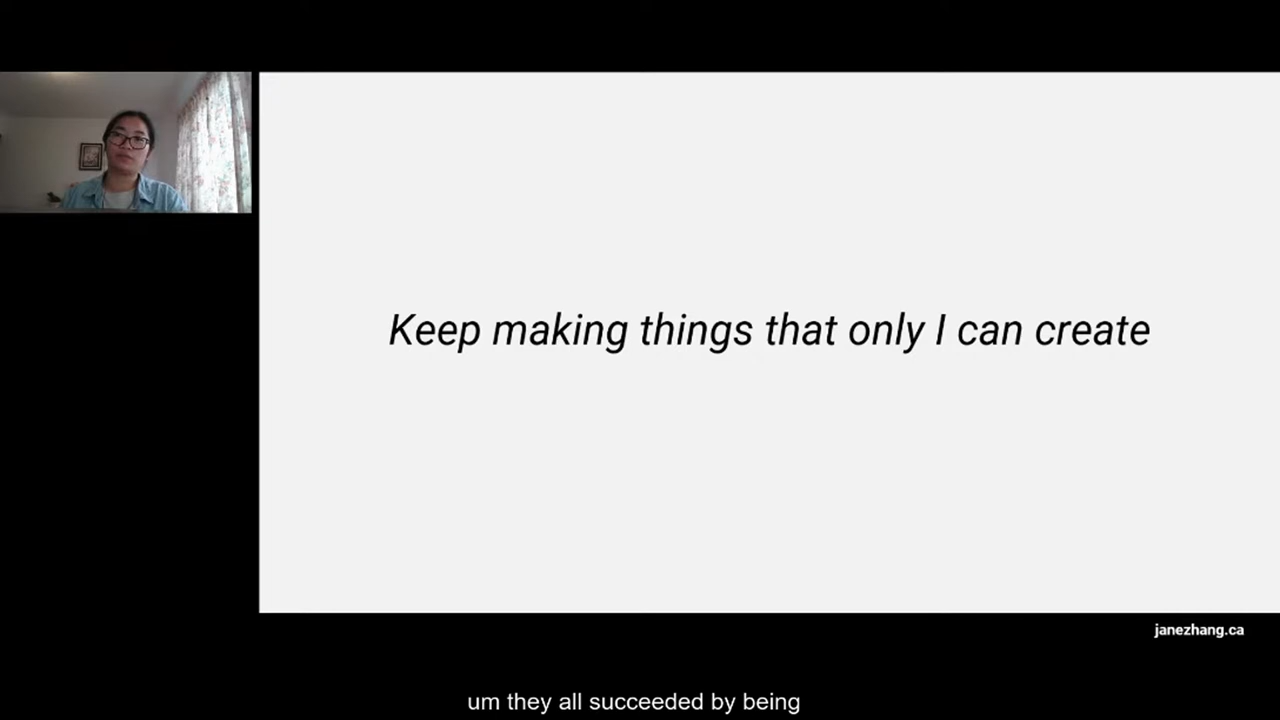 Keep making things that only I can create
janezhang.ca
um they all succeeded by being